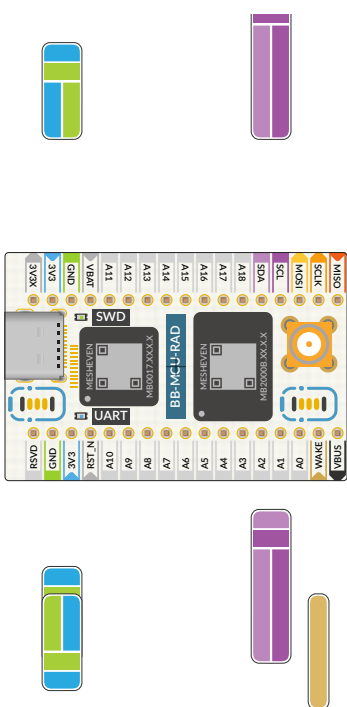 3V3X
3V3
GND
VBAT
A11
A12
A13
A14
A15
A16
A17
A18
SDA
SCL
MOSI
SCLK
MISO
SWD
MESHEVEN
MB0017.XXX.X
BB-MCU-RAD
MESHEVEN
MB2000B.XXX.X
UART
RSVD
GND
3V3
RST_N
A10
A9
A8
A7
A6
A5
A4
A3
A2
A1
A0
WAKE
VBUS